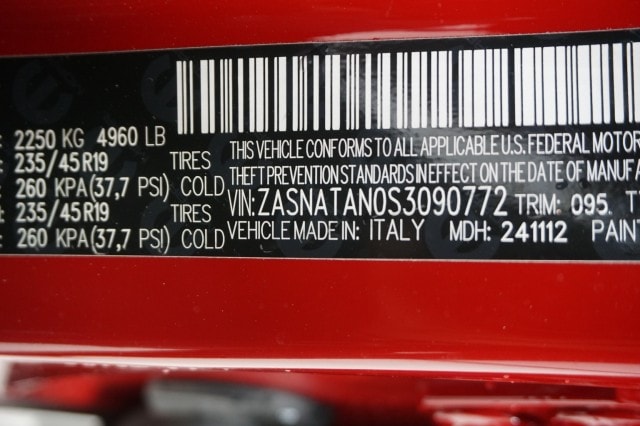 : 2250 KG 4960 LB
: 235/45R19 TIRES THIS VEHICLE CONFORMS TO ALL APPLICABLE U.S. FEDERAL MOTOR
: 260 KPA(37,7 PSI) COLD THEFT PREVENTION STANDARDS IN EFFECT ON THE DATE OF MANUFA
: 235/45R19 TIRES VIN:ZASNATAN0S3090772 TRIM: 095. T
: 260 KPA(37,7 PSI) COLD VEHICLE MADE IN: ITALY MDH: 241112 PAIN